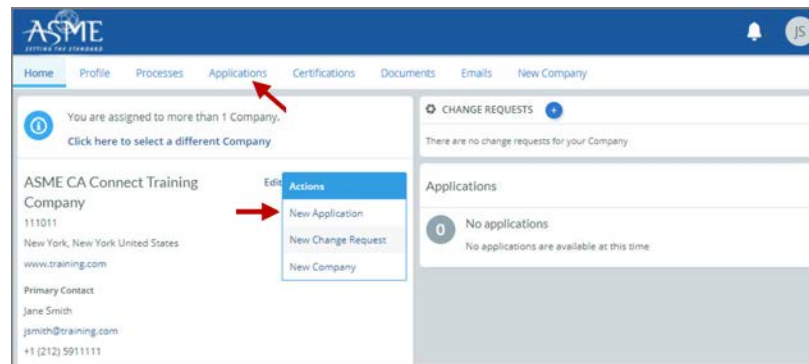 ASME
SETTING THE STANDARD
JS
Home Profile Processes Applications Certifications Documents Emails New Company
You are assigned to more than 1 Company.
Click here to select a different Company
CHANGE REQUESTS +
There are no change requests for your Company
ASME CA Connect Training
Company
Edit
111011
New York, New York United States
www.training.com
Primary Contact
Jane Smith
jsmith@training.com
+1 (212) 5911111
Actions
New Application
New Change Request
New Company
Applications
0
No applications
No applications are available at this time